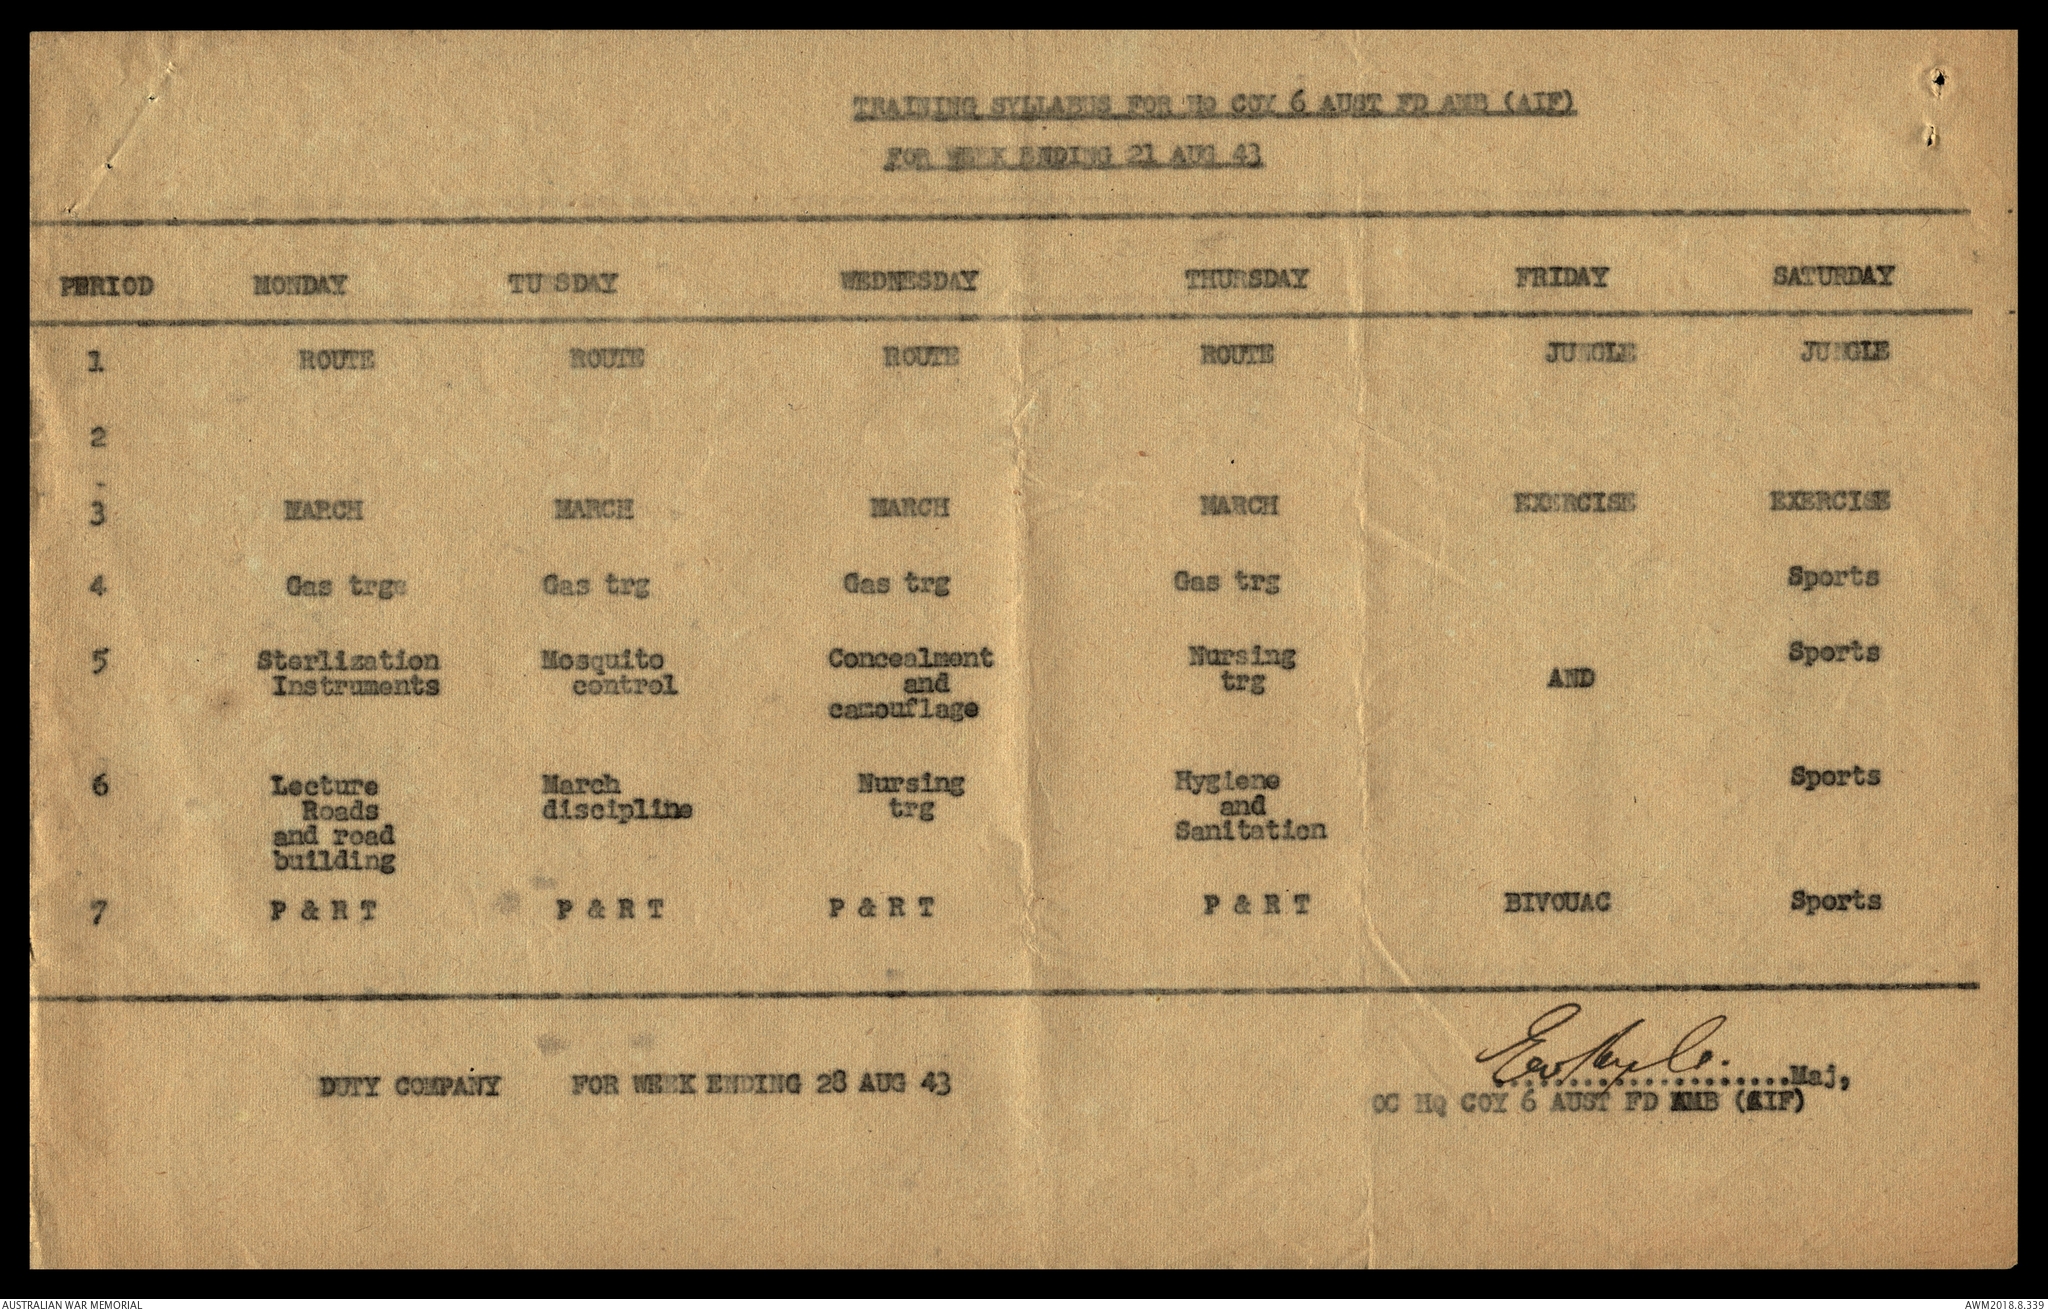 TRAINING SYLLABUS FOR HQ COY 6 AUST FD AMB (AIF)
FOR WEEK ENDING 21 AUG 43
PERIOD MONDAY TUESDAY WEDNESDAY THURSDAY FRIDAY SATURDAY
1 ROUTE ROUTE ROUTE ROUTE JUNGLE JUNGLE
2
3 MARCH MARCH MARCH MARCH EXERCISE EXERCISE
4 Gas trge Gas trg Gas trg Gas trg Sports
5 Sterlization Mosquito Concealment Nursing Sports
Instruments control and trg AND
camouflage
6 Lecture March Nursing Hygiene Sports
Roads discipline trg and
and road Sanitation
building
7 P & R T P & R T P & R T P & R T BIVOUAC Sports
DUTY COMPANY FOR WEEK ENDING 28 AUG 43
....................Maj,
OC HQ COY 6 AUST FD AMB (AIF)
AUSTRALIAN WAR MEMORIAL AWM2018.8.339